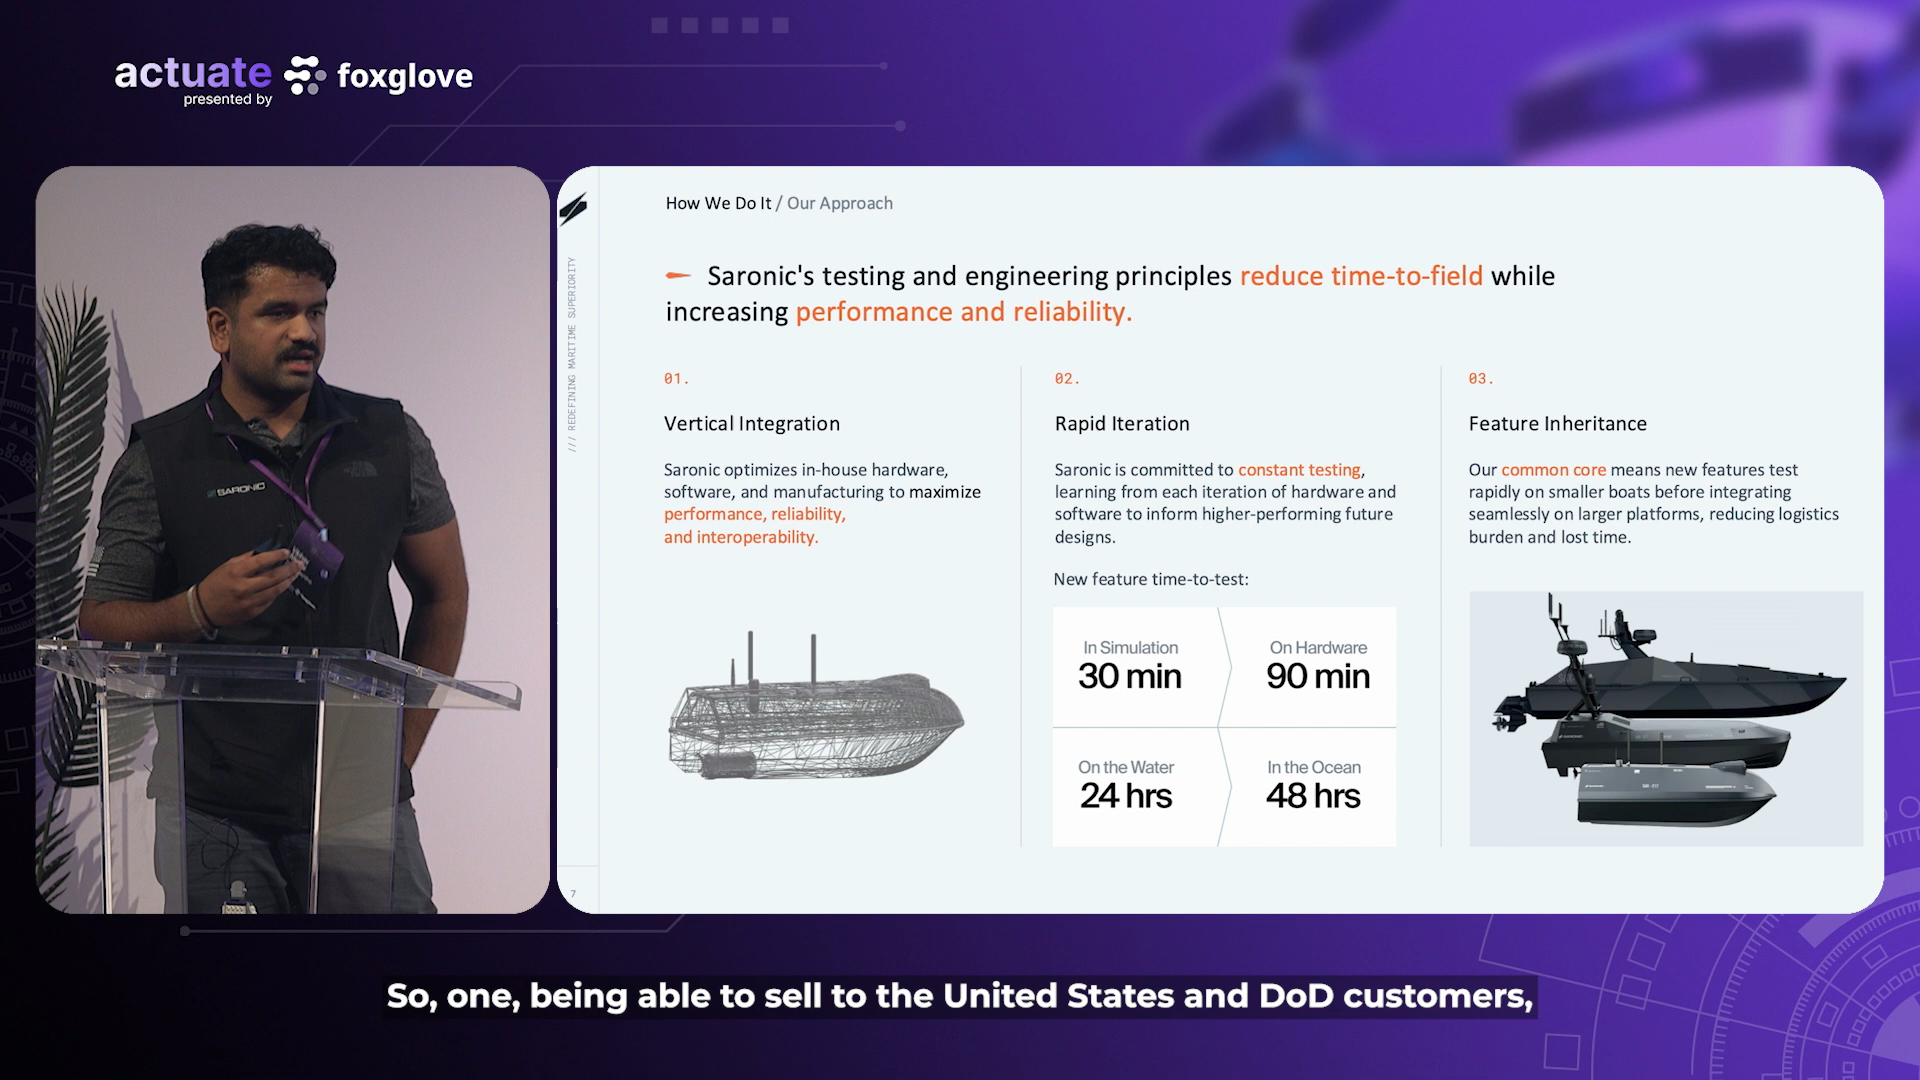 actuate
presented by
foxglove
How We Do It / Our Approach
/// REDEFINING MARITIME SUPERIORITY
Saronic's testing and engineering principles reduce time-to-field while
increasing performance and reliability.
01.
Vertical Integration
Saronic optimizes in-house hardware,
software, and manufacturing to maximize
performance, reliability,
and interoperability.
02.
Rapid Iteration
Saronic is committed to constant testing,
learning from each iteration of hardware and
software to inform higher-performing future
designs.
New feature time-to-test:
In Simulation
30 min
On Hardware
90 min
On the Water
24 hrs
In the Ocean
48 hrs
03.
Feature Inheritance
Our common core means new features test
rapidly on smaller boats before integrating
seamlessly on larger platforms, reducing logistics
burden and lost time.
7
SARONIC
So, one, being able to sell to the United States and DoD customers,